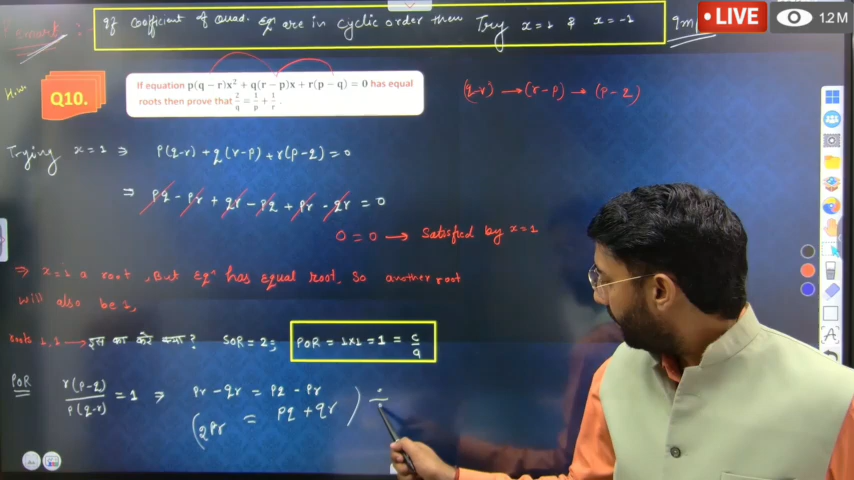 Remark :- If coefficient of Quad. Eqn are in cyclic order then Try x=1 & x=-1
LIVE 1.2M
H.w.
Q10.
If equation p(q − r)x² + q(r − p)x + r(p − q) = 0 has equal
roots then prove that 2/q = 1/p + 1/r .
(q-r) → (r-p) → (p-q)
Trying x=1 ⇒ p(q-r)+q(r-p)+r(p-q)=0
⇒ pq - pr + qr - pq + pr - qr = 0
0=0 → Satisfied by x=1
⇒ x=1 a root, But Eqn has Equal root. So another root
will also be 1,
roots 1,1 → इस का करें क्या? SOR=2; POR=1×1=1=c/a
POR r(p-q)/p(q-r) = 1 ⇒ pr-qr = pq-pr
(2pr = pq+qr) ÷